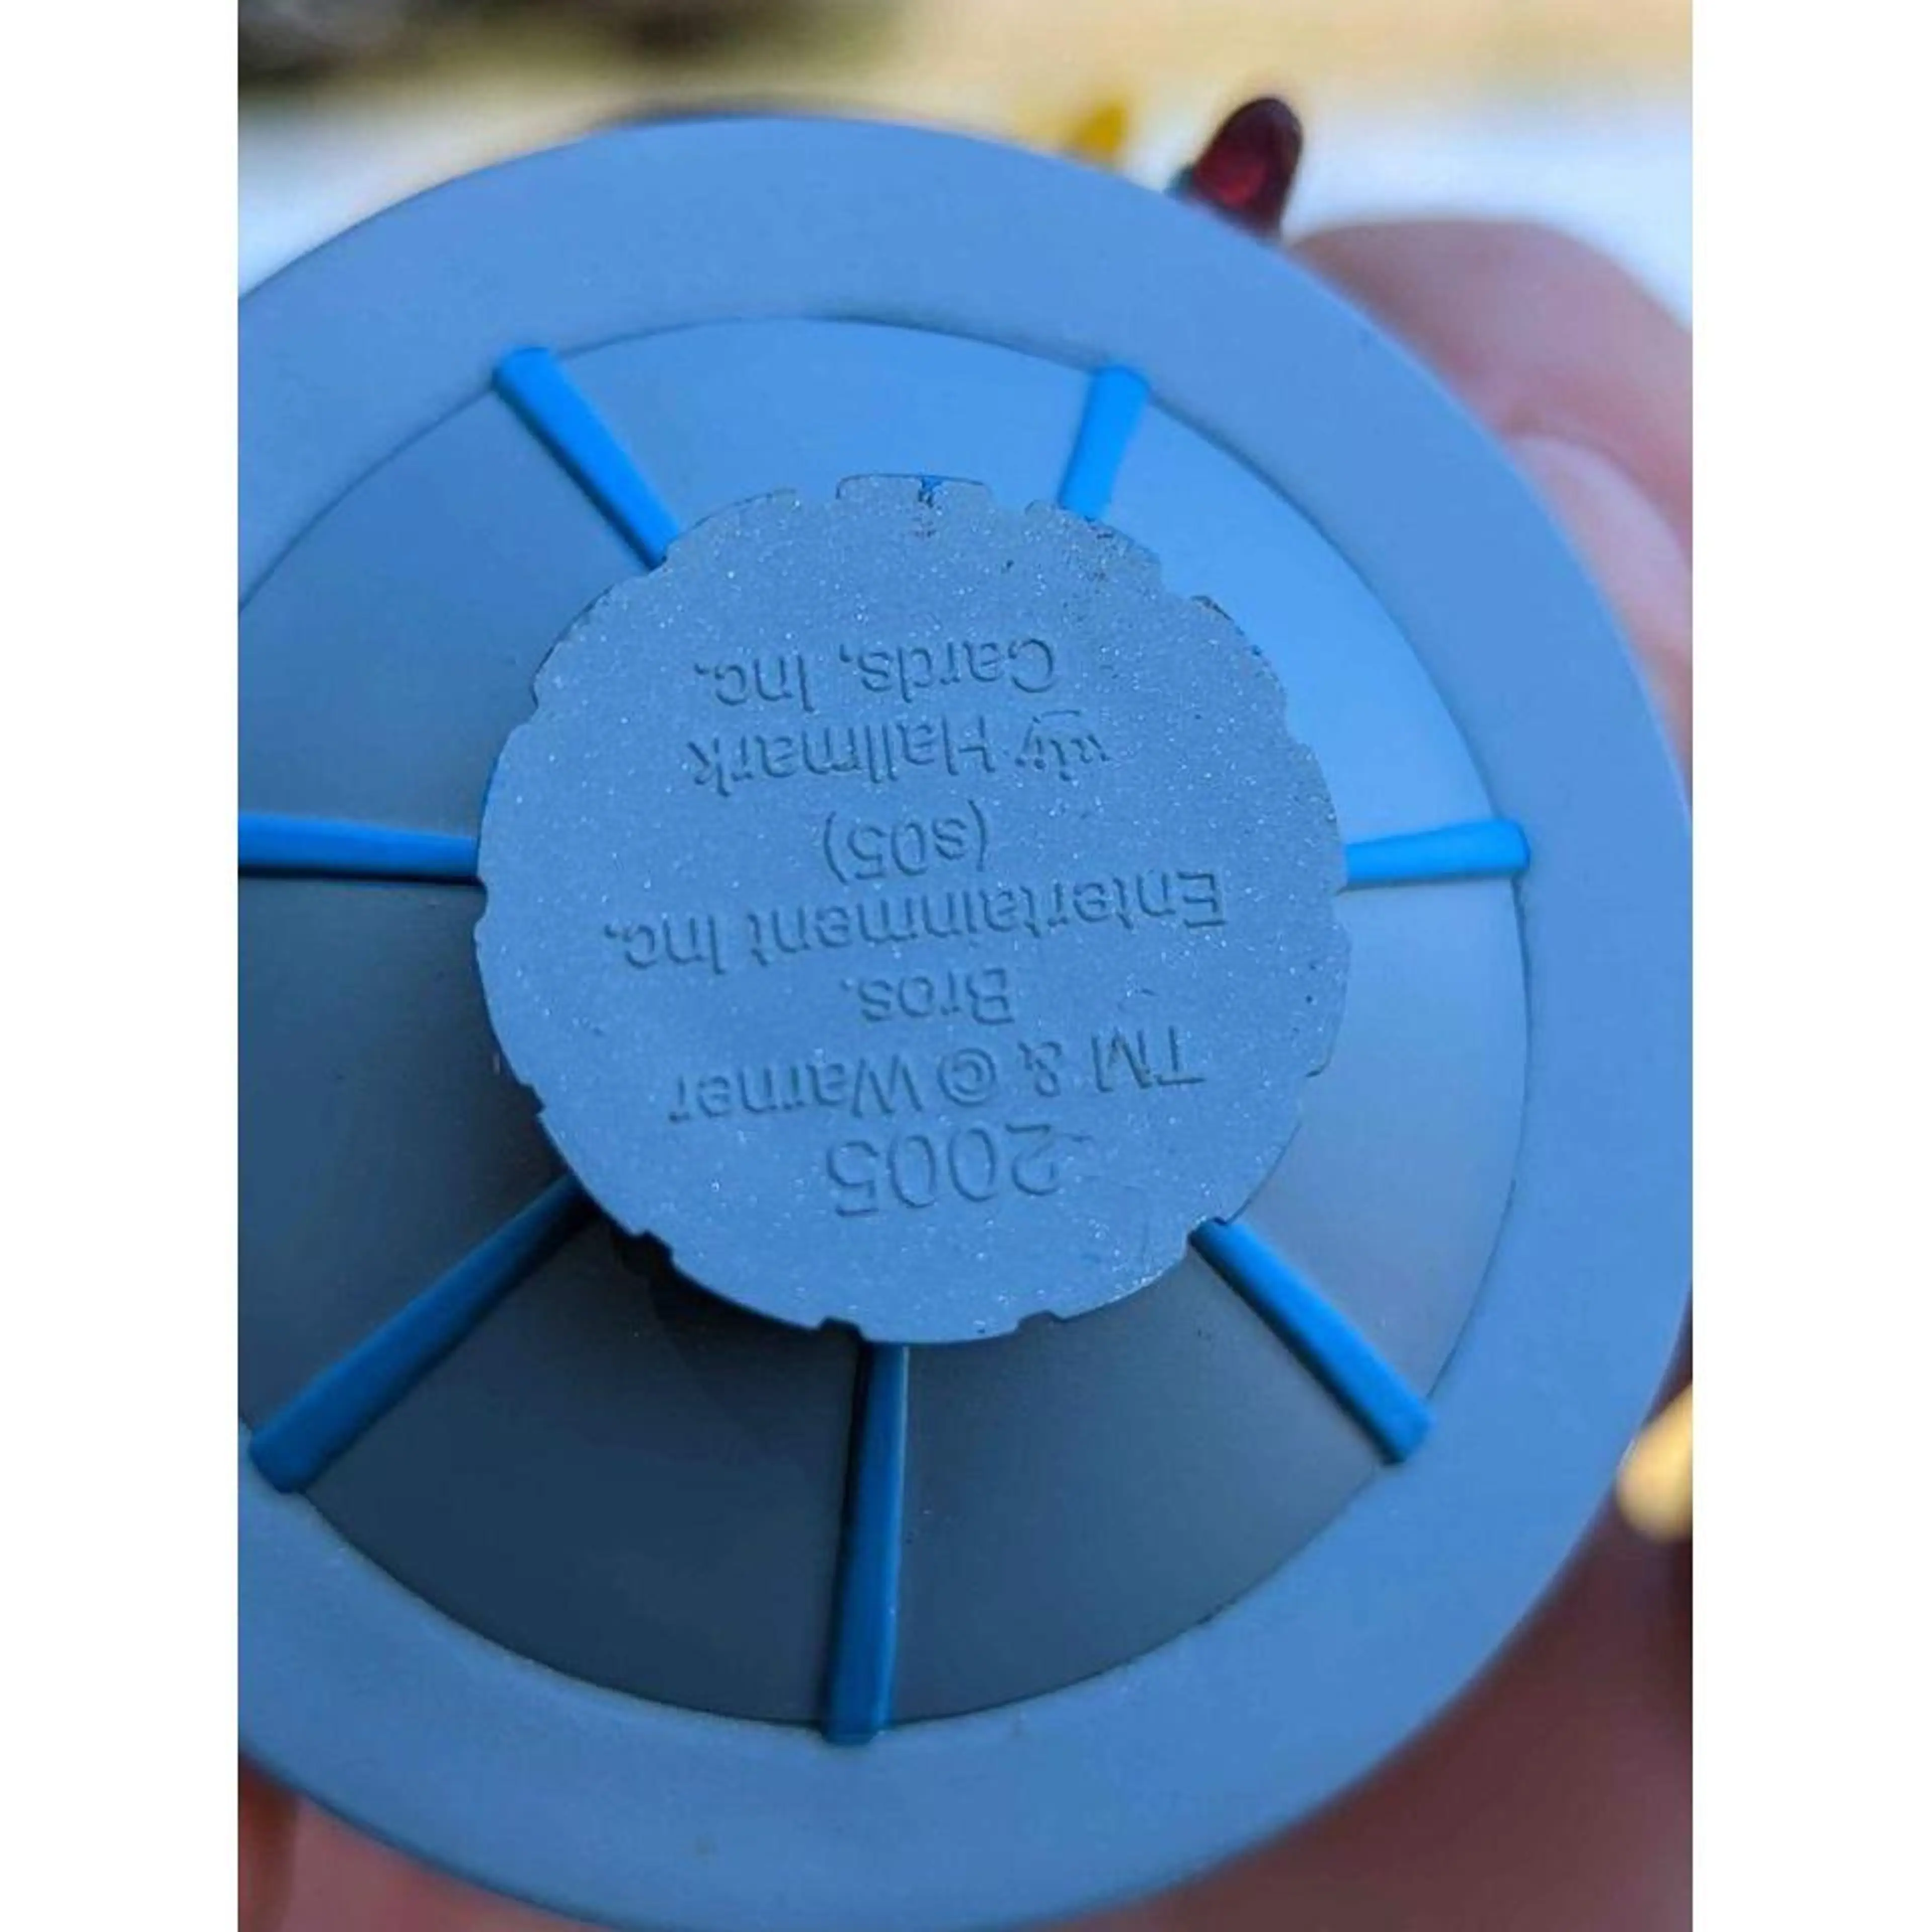 2005
TM & © Warner
Bros.
Entertainment Inc.
(s05)
Hallmark
Cards, Inc.